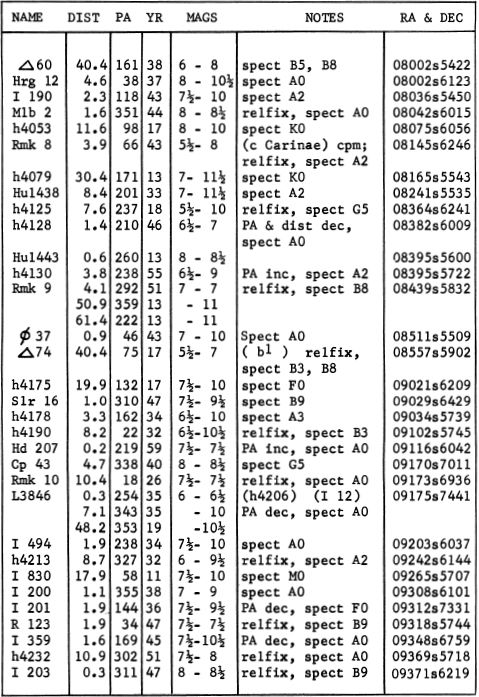 NAME DIST PA YR MAGS NOTES RA & DEC
△60 40.4 161 38 6 - 8 spect B5, B8 08002s5422
Hrg 12 4.6 38 37 8 - 10½ spect A0 08002s6123
I 190 2.3 118 43 7½- 10 spect A2 08036s5450
Mlb 2 1.6 351 44 8 - 8½ relfix, spect A0 08042s6015
h4053 11.6 98 17 8 - 10 spect K0 08075s6056
Rmk 8 3.9 66 43 5½- 8 (c Carinae) cpm; 08145s6246
relfix, spect A2
h4079 30.4 171 13 7- 11½ spect K0 08165s5543
Hu1438 8.4 201 33 7- 11½ spect A2 08241s5535
h4125 7.6 237 18 5½- 10 relfix, spect G5 08364s6241
h4128 1.4 210 46 6½- 7 PA & dist dec, 08382s6009
spect A0
Hu1443 0.6 260 13 8 - 8½ 08395s5600
h4130 3.8 238 55 6½- 9 PA inc, spect A2 08395s5722
Rmk 9 4.1 292 51 7 - 7 relfix, spect B8 08439s5832
50.9 359 13 - 11
61.4 222 13 - 11
ϕ 37 0.9 46 43 7 - 10 Spect A0 08511s5509
△74 40.4 75 17 5½- 7 ( b1 ) relfix, 08557s5902
spect B3, B8
h4175 19.9 132 17 7½- 10 spect F0 09021s6209
Slr 16 1.0 310 47 7½- 9½ spect B9 09029s6429
h4178 3.3 162 34 6½- 10 spect A3 09034s5739
h4190 8.2 22 32 6½-10½ relfix, spect B3 09102s5745
Hd 207 0.2 219 59 7½- 7½ PA inc, spect A0 09116s6042
Cp 43 4.7 338 40 8 - 8½ spect G5 09170s7011
Rmk 10 10.4 18 26 7½- 7½ relfix, spect A0 09173s6936
L3846 0.3 254 35 6 - 6½ (h4206) (I 12) 09175s7441
7.1 343 35 - 10 PA dec, spect A0
48.2 353 19 -10½
I 494 1.9 238 34 7½- 10 spect A0 09203s6037
h4213 8.7 327 32 6 - 9½ relfix, spect A2 09242s6144
I 830 17.9 58 11 7½- 10 spect M0 09265s5707
I 200 1.1 355 38 7 - 9 spect A0 09308s6101
I 201 1.9 144 36 7½- 9½ PA dec, spect F0 09312s7331
R 123 1.9 34 47 7½- 7½ relfix, spect B9 09318s5744
I 359 1.6 169 45 7½-10½ PA dec, spect A0 09348s6759
h4232 10.9 302 51 7½- 8 relfix, spect A0 09369s5718
I 203 0.3 311 47 8 - 8½ relfix, spect B9 09371s6219